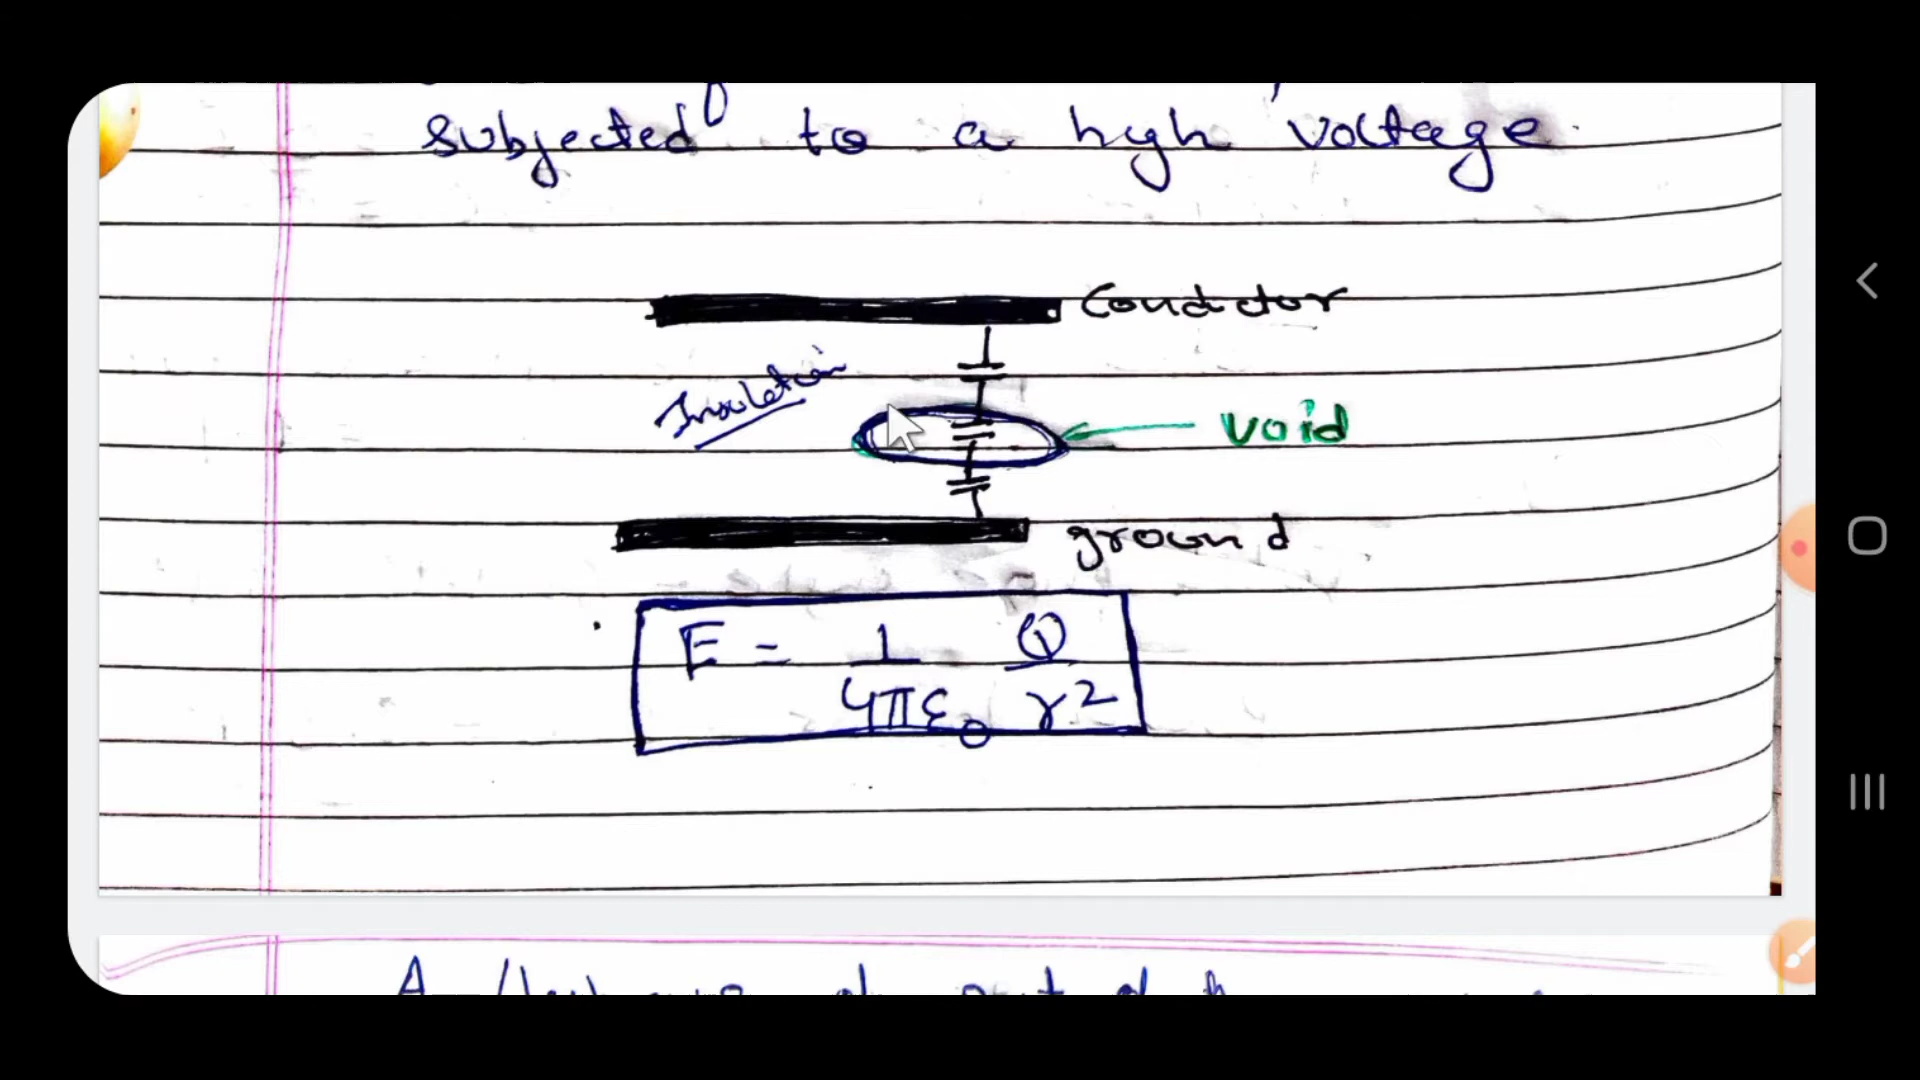 subjected to a high voltage.
Conductor
Insulation
void
ground
E = 1/4πε₀ Q/r²